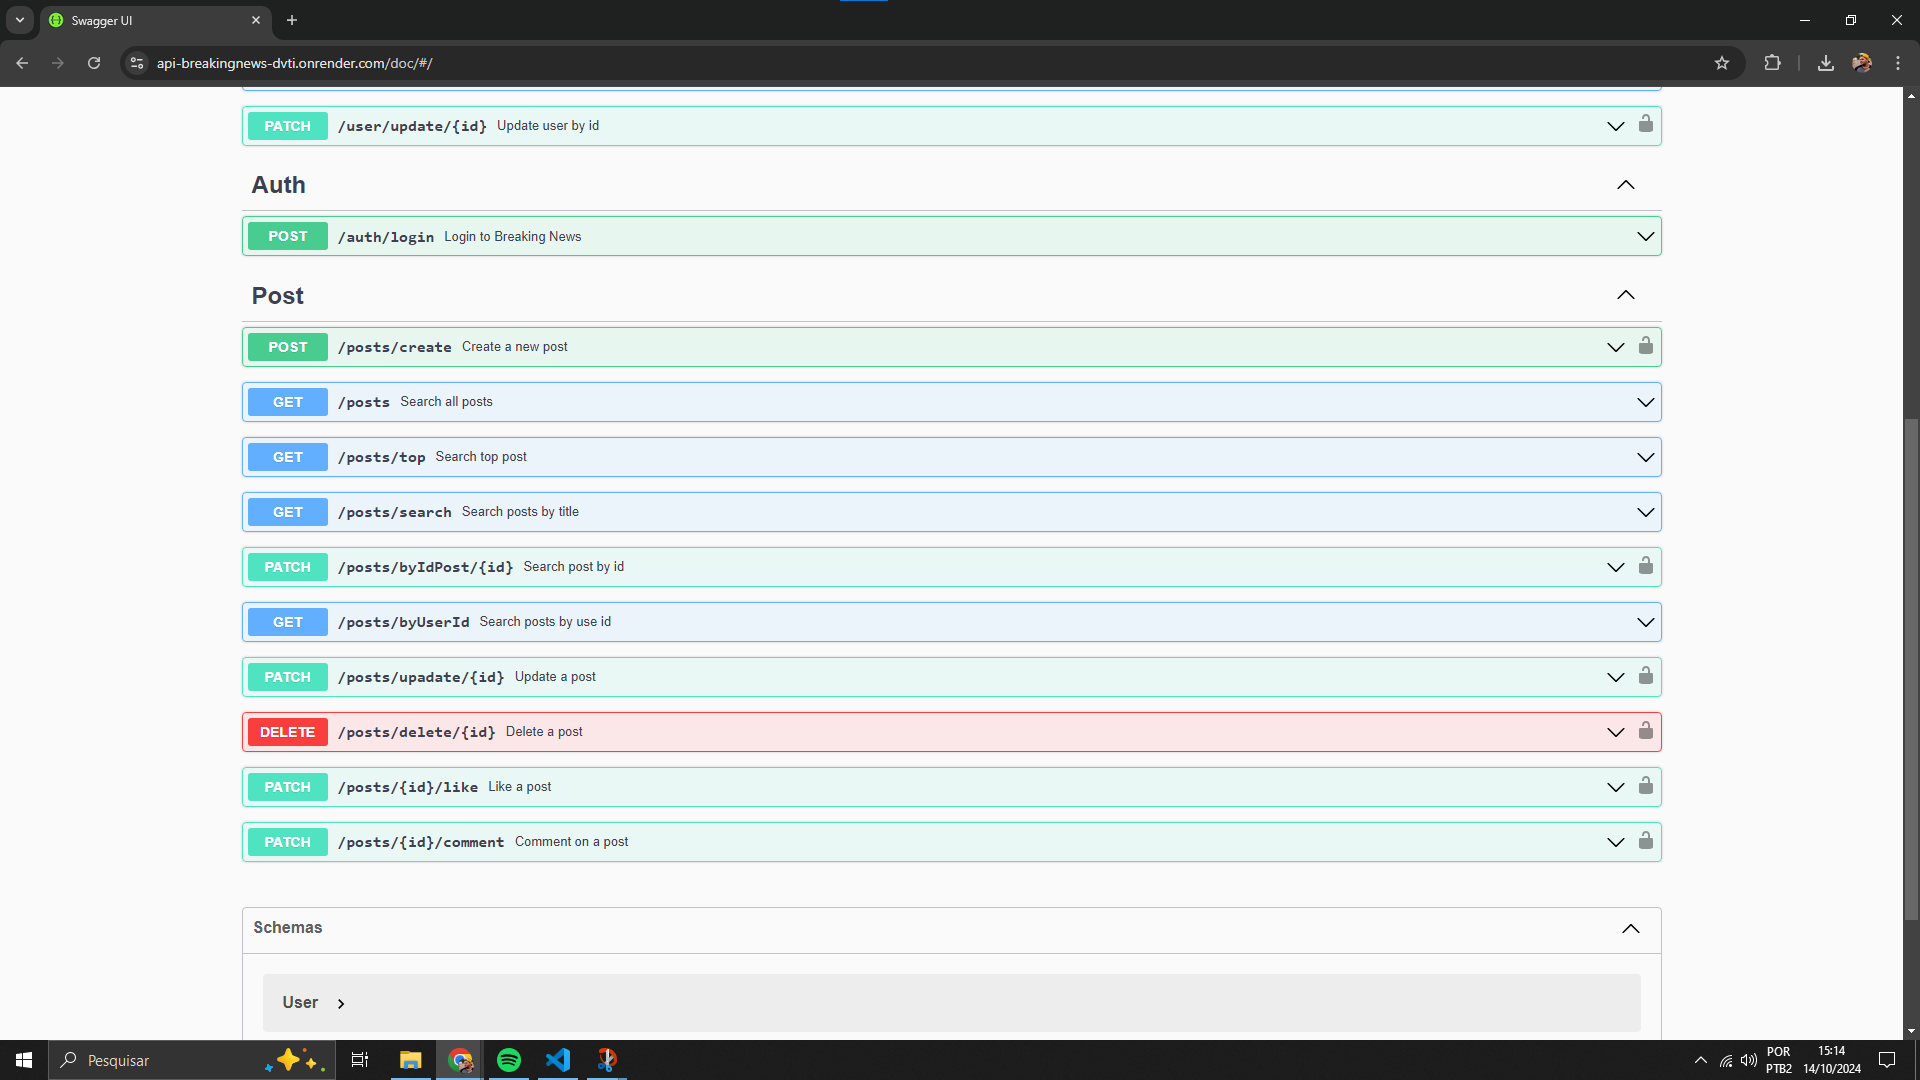 Swagger UI
api-breakingnews-dvti.onrender.com/doc/#/
PATCH /user/update/{id} Update user by id
Auth
POST /auth/login Login to Breaking News
Post
POST /posts/create Create a new post
GET /posts Search all posts
GET /posts/top Search top post
GET /posts/search Search posts by title
PATCH /posts/byIdPost/{id} Search post by id
GET /posts/byUserId Search posts by use id
PATCH /posts/upadate/{id} Update a post
DELETE /posts/delete/{id} Delete a post
PATCH /posts/{id}/like Like a post
PATCH /posts/{id}/comment Comment on a post
Schemas
User
Pesquisar
POR 15:14
PTB2 14/10/2024